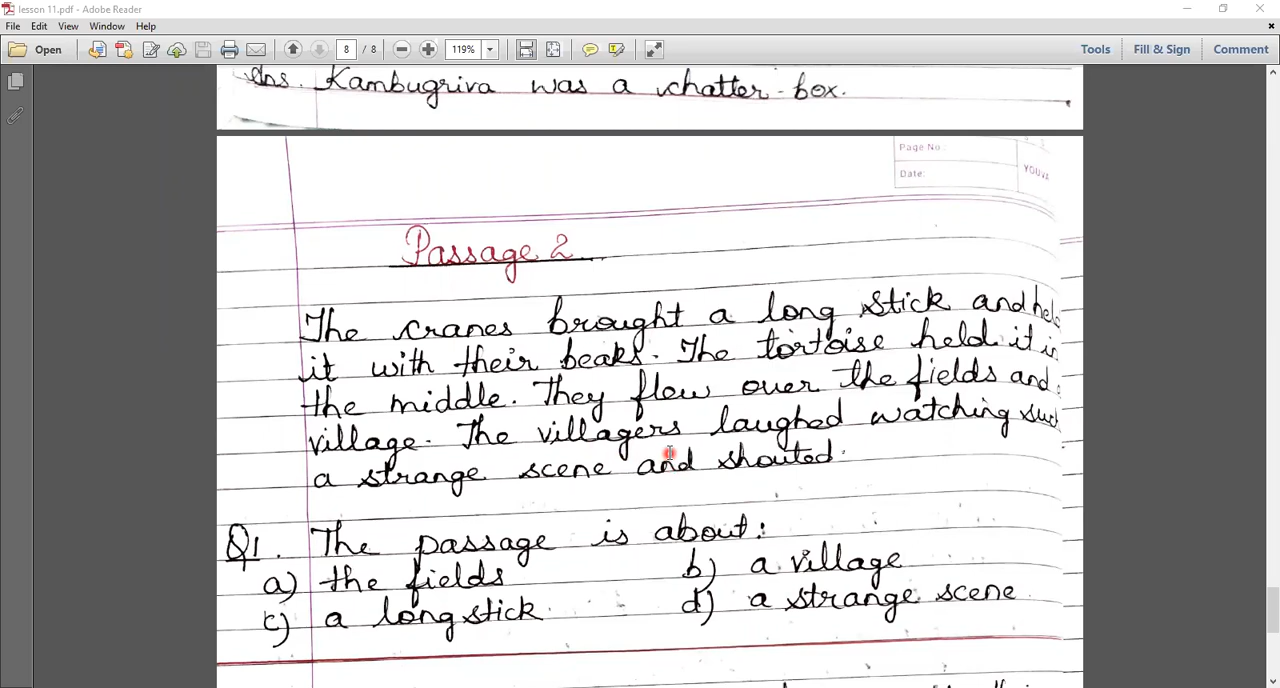 lesson 11.pdf - Adobe Reader
File Edit View Window Help
Open 8 / 8 119% Tools Fill & Sign Comment
Ans. Kambugriva was a chatter-box.
Page No.:
Date:
YOUVA
Passage 2
The cranes brought a long stick and held
it with their beaks. The tortoise held it in
the middle. They flew over the fields and
village. The villagers laughed watching such
a strange scene and shouted.
Q1. The passage is about:
a) the fields b) a village
c) a long stick d) a strange scene